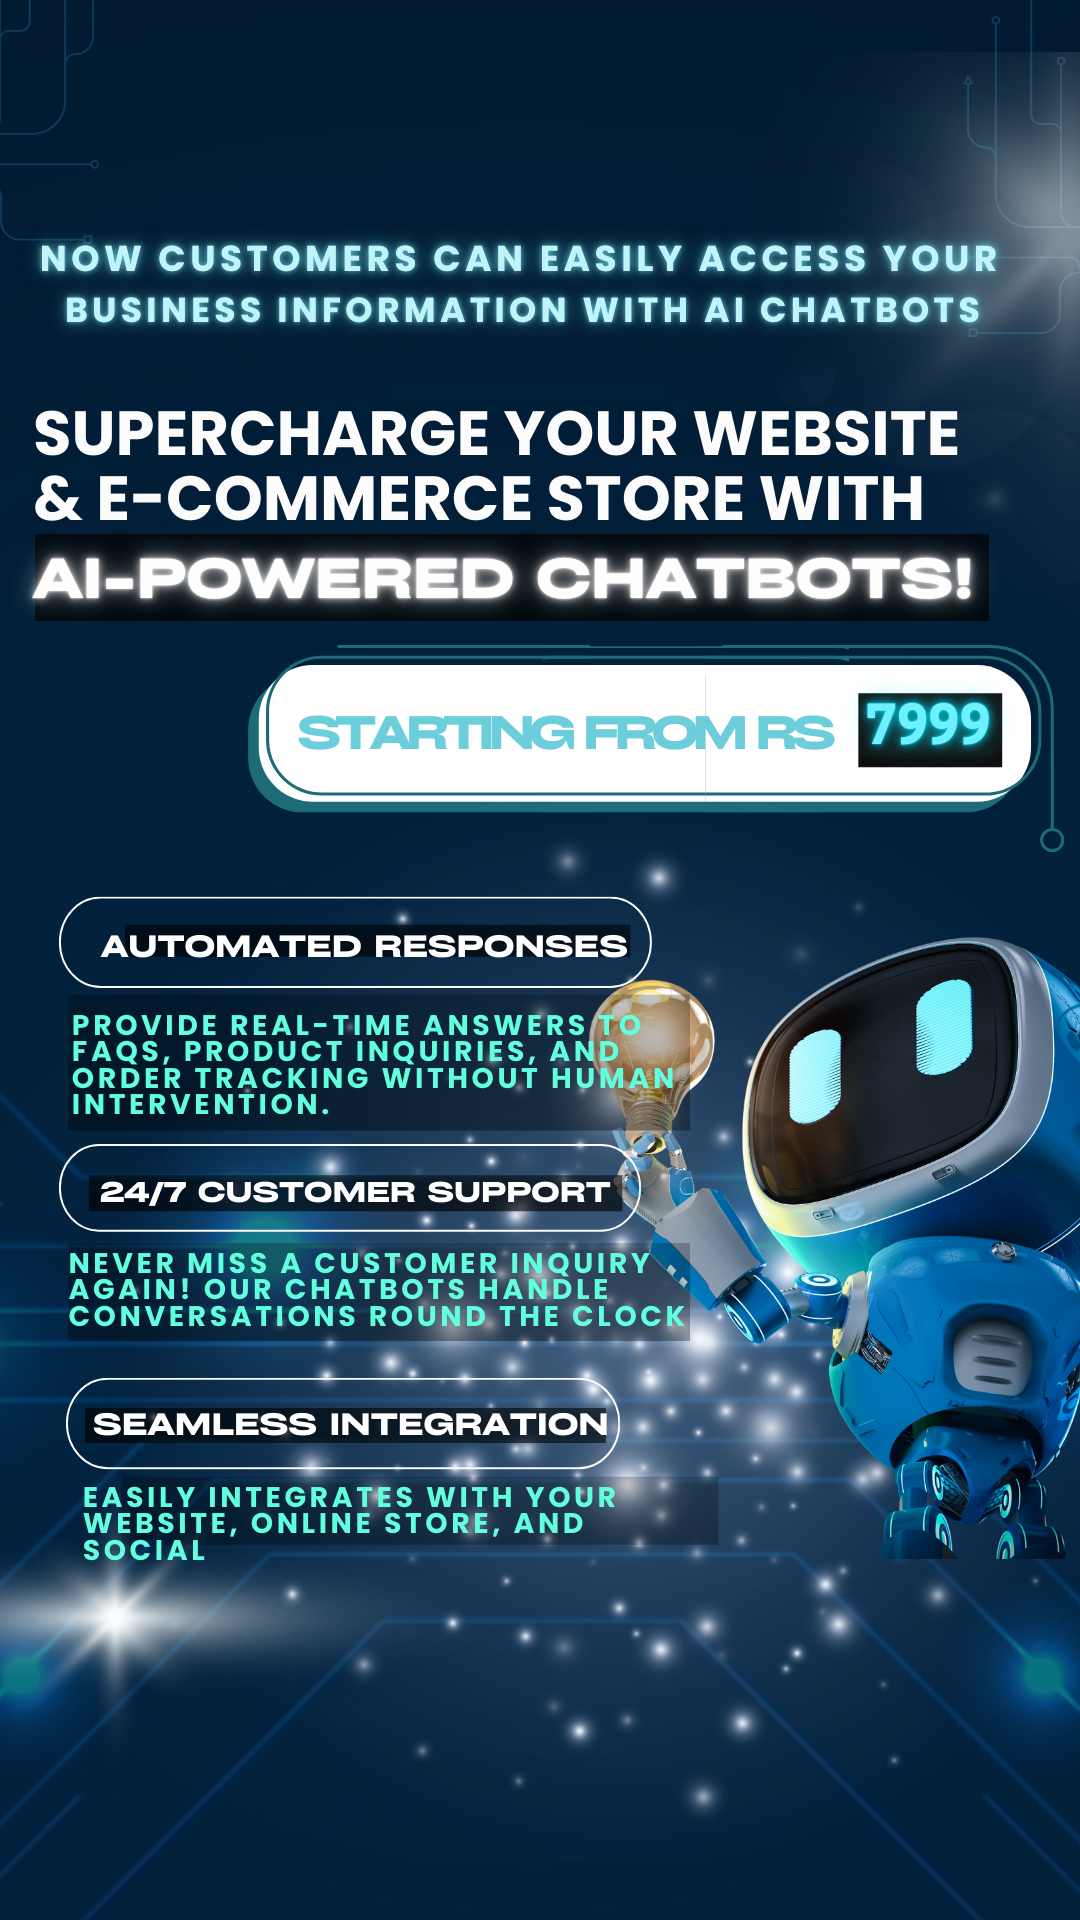 NOW CUSTOMERS CAN EASILY ACCESS YOUR
BUSINESS INFORMATION WITH AI CHATBOTS
SUPERCHARGE YOUR WEBSITE
& E-COMMERCE STORE WITH
AI-POWERED CHATBOTS!
STARTING FROM RS 7999
AUTOMATED RESPONSES
PROVIDE REAL-TIME ANSWERS TO
FAQS, PRODUCT INQUIRIES, AND
ORDER TRACKING WITHOUT HUMAN
INTERVENTION.
24/7 CUSTOMER SUPPORT
NEVER MISS A CUSTOMER INQUIRY
AGAIN! OUR CHATBOTS HANDLE
CONVERSATIONS ROUND THE CLOCK
SEAMLESS INTEGRATION
EASILY INTEGRATES WITH YOUR
WEBSITE, ONLINE STORE, AND
SOCIAL